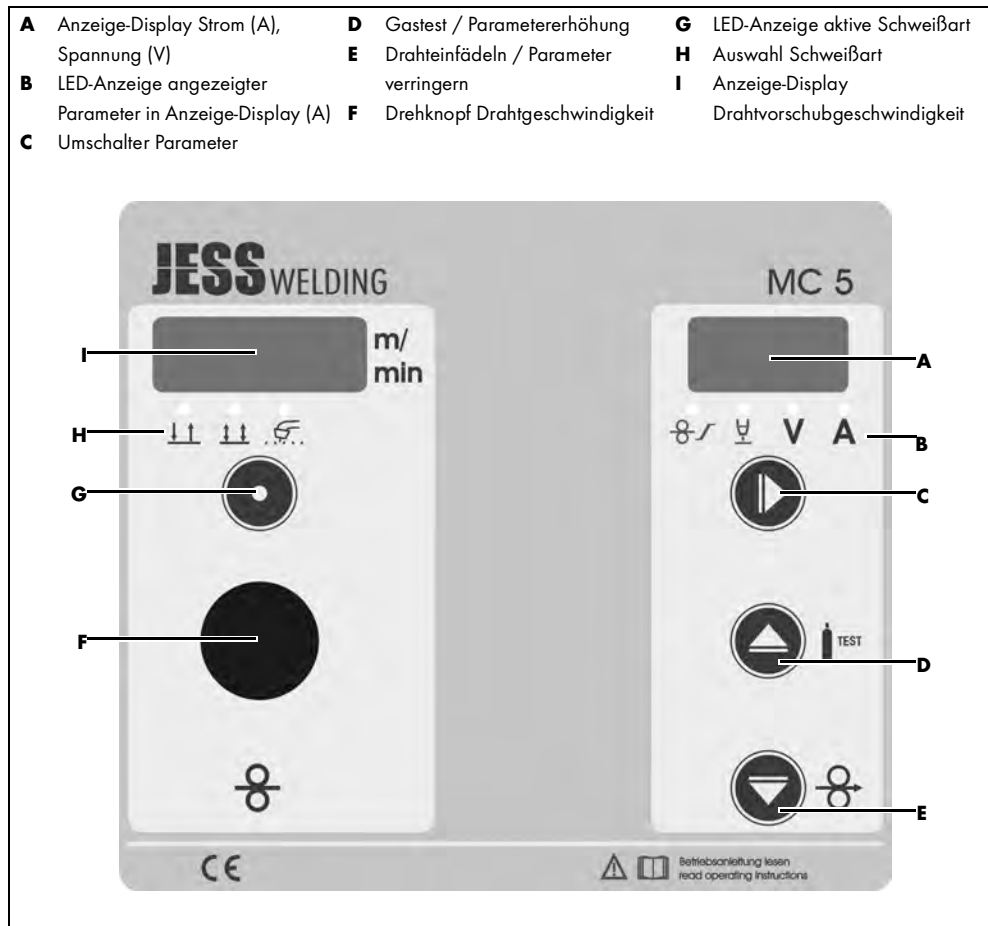 A Anzeige-Display Strom (A),
Spannung (V)
B LED-Anzeige angezeigter
Parameter in Anzeige-Display (A)
C Umschalter Parameter
D Gastest / Parametererhöhung
E Drahteinfädeln / Parameter
verringern
F Drehknopf Drahtgeschwindigkeit
G LED-Anzeige aktive Schweißart
H Auswahl Schweißart
I Anzeige-Display
Drahtvorschubgeschwindigkeit
JESS WELDING
MC 5
I
m/
min
A
H
V A
B
G
C
F
TEST
D
E
CE
Betriebsanleitung lesen
read operating instructions